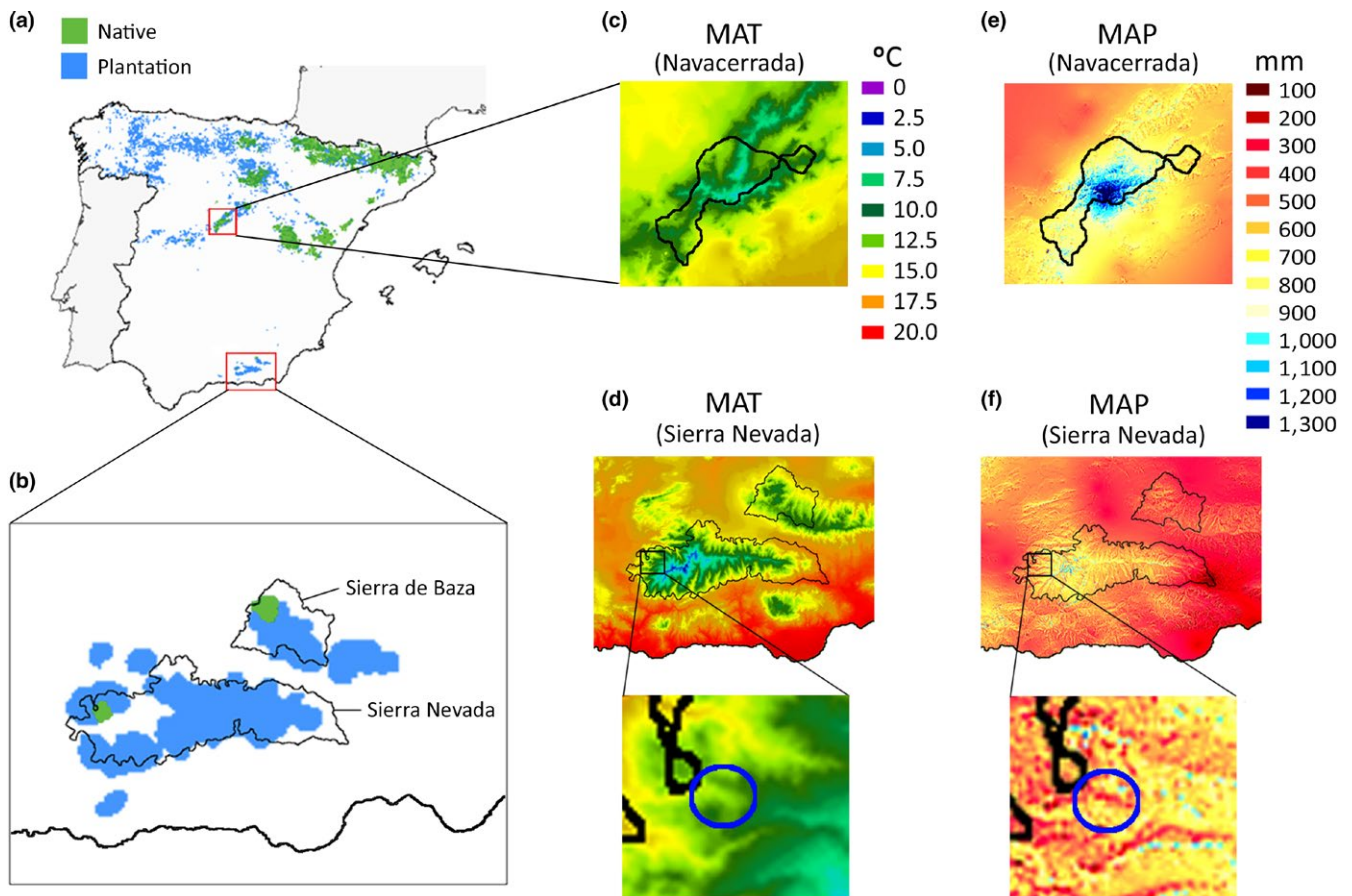 (a)
Native
Plantation
(c)
MAT
(Navacerrada)
ºC
0
2.5
5.0
7.5
10.0
12.5
15.0
17.5
20.0
(e)
MAP
(Navacerrada)
mm
100
200
300
400
500
600
700
800
900
1,000
1,100
1,200
1,300
(b)
Sierra de Baza
Sierra Nevada
(d)
MAT
(Sierra Nevada)
(f)
MAP
(Sierra Nevada)